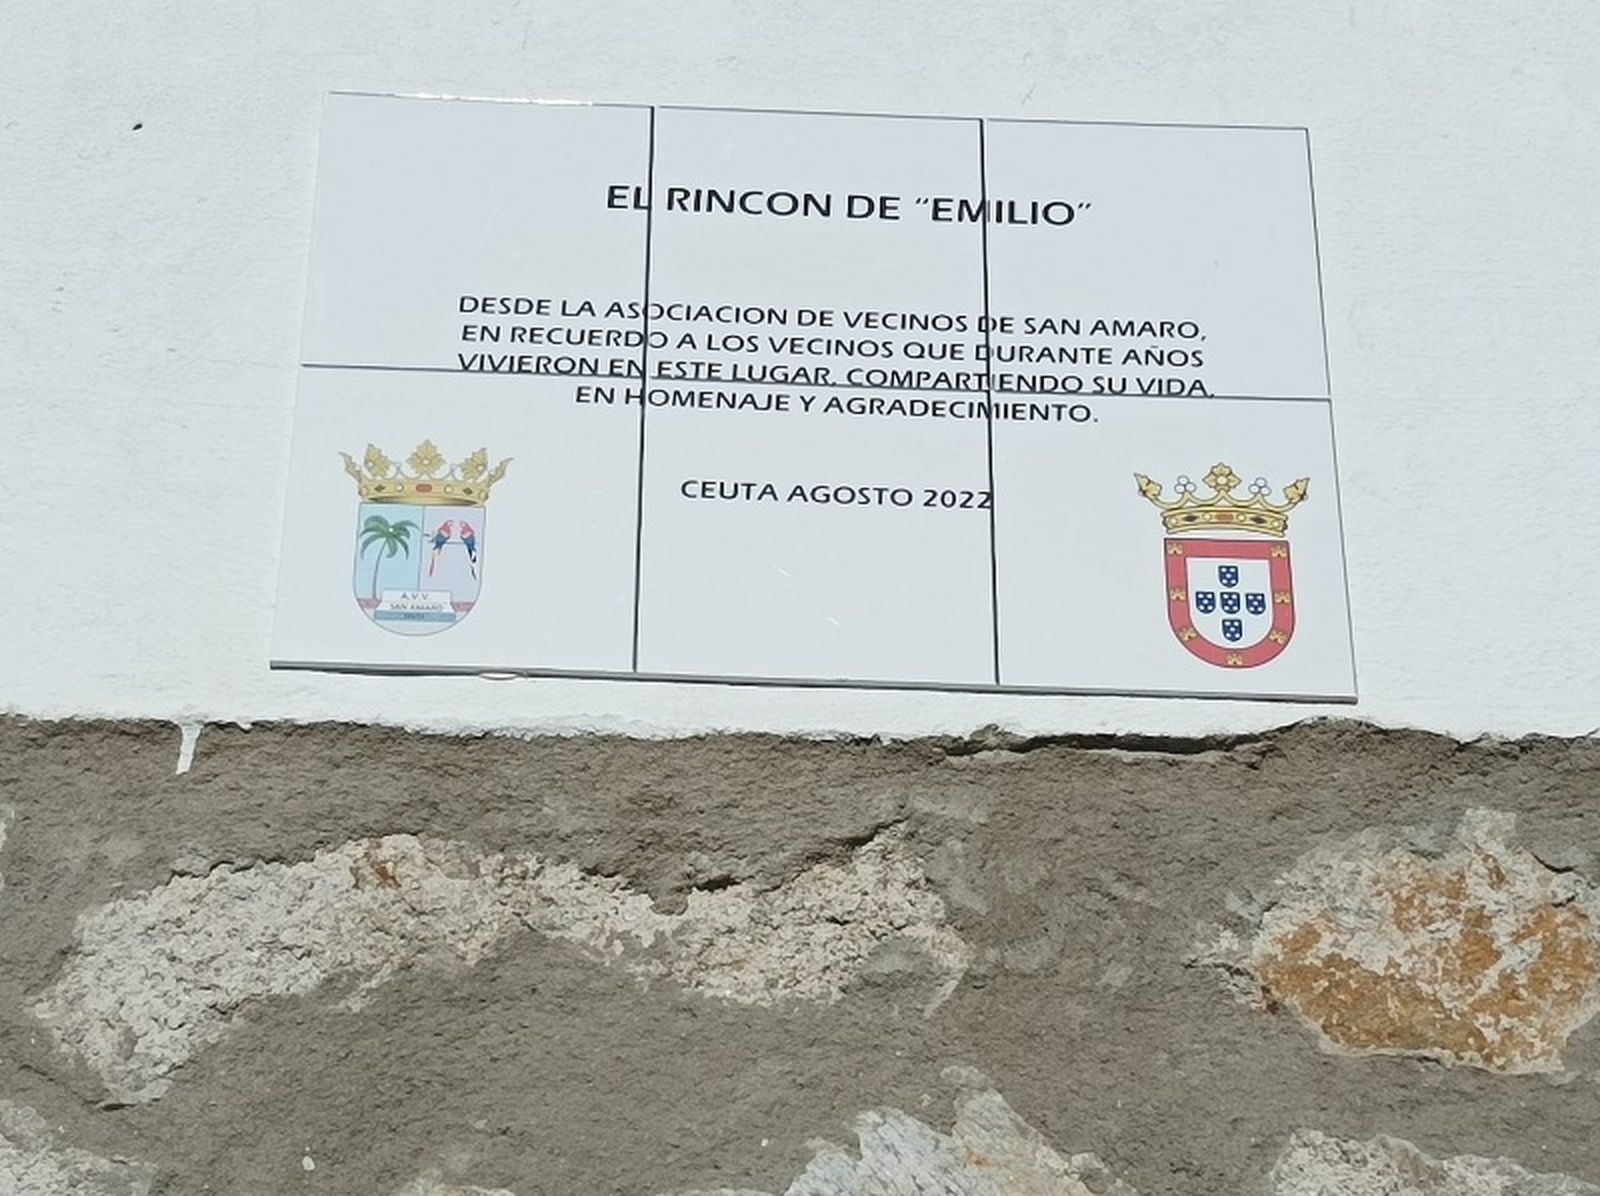 EL RINCON DE “EMILIO”
DESDE LA ASOCIACION DE VECINOS DE SAN AMARO,
EN RECUERDO A LOS VECINOS QUE DURANTE AÑOS
VIVIERON EN ESTE LUGAR, COMPARTIENDO SU VIDA,
EN HOMENAJE Y AGRADECIMIENTO.
CEUTA AGOSTO 2022
A.V.V.
SAN AMARO